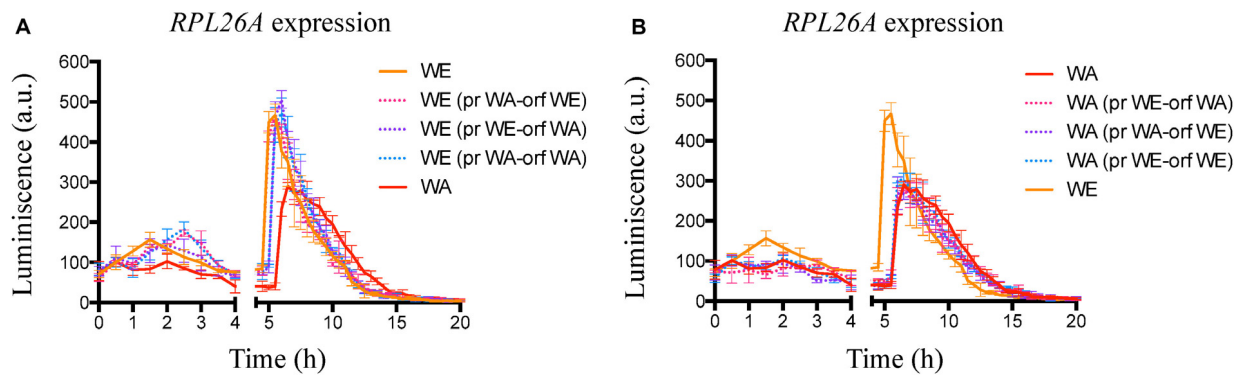 A
RPL26A expression
Luminiscence (a.u.)
600
500
400
300
200
100
0
0 1 2 3 4 5 10 15 20
Time (h)
WE
WE (pr WA-orf WE)
WE (pr WE-orf WA)
WE (pr WA-orf WA)
WA
B
RPL26A expression
Luminiscence (a.u.)
600
500
400
300
200
100
0
0 1 2 3 4 5 10 15 20
Time (h)
WA
WA (pr WE-orf WA)
WA (pr WA-orf WE)
WA (pr WE-orf WE)
WE